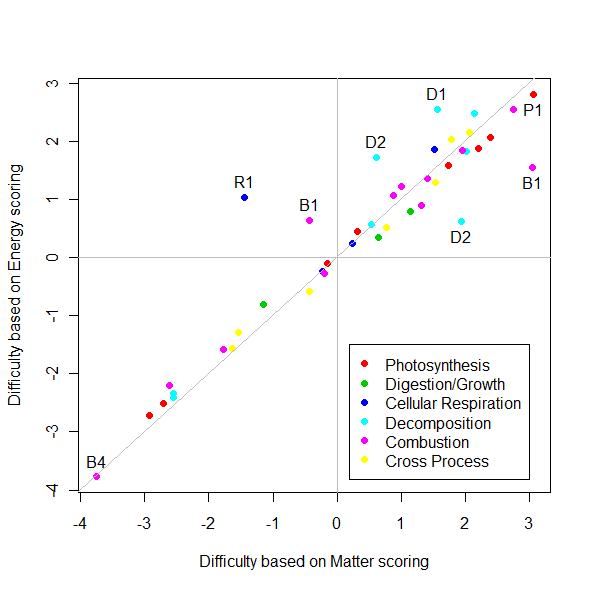 3
2
1
0
-1
-2
-3
-4
Difficulty based on Energy scoring
D1
P1
D2
B1
R1
B1
D2
B4
Photosynthesis
Digestion/Growth
Cellular Respiration
Decomposition
Combustion
Cross Process
-4 -3 -2 -1 0 1 2 3
Difficulty based on Matter scoring